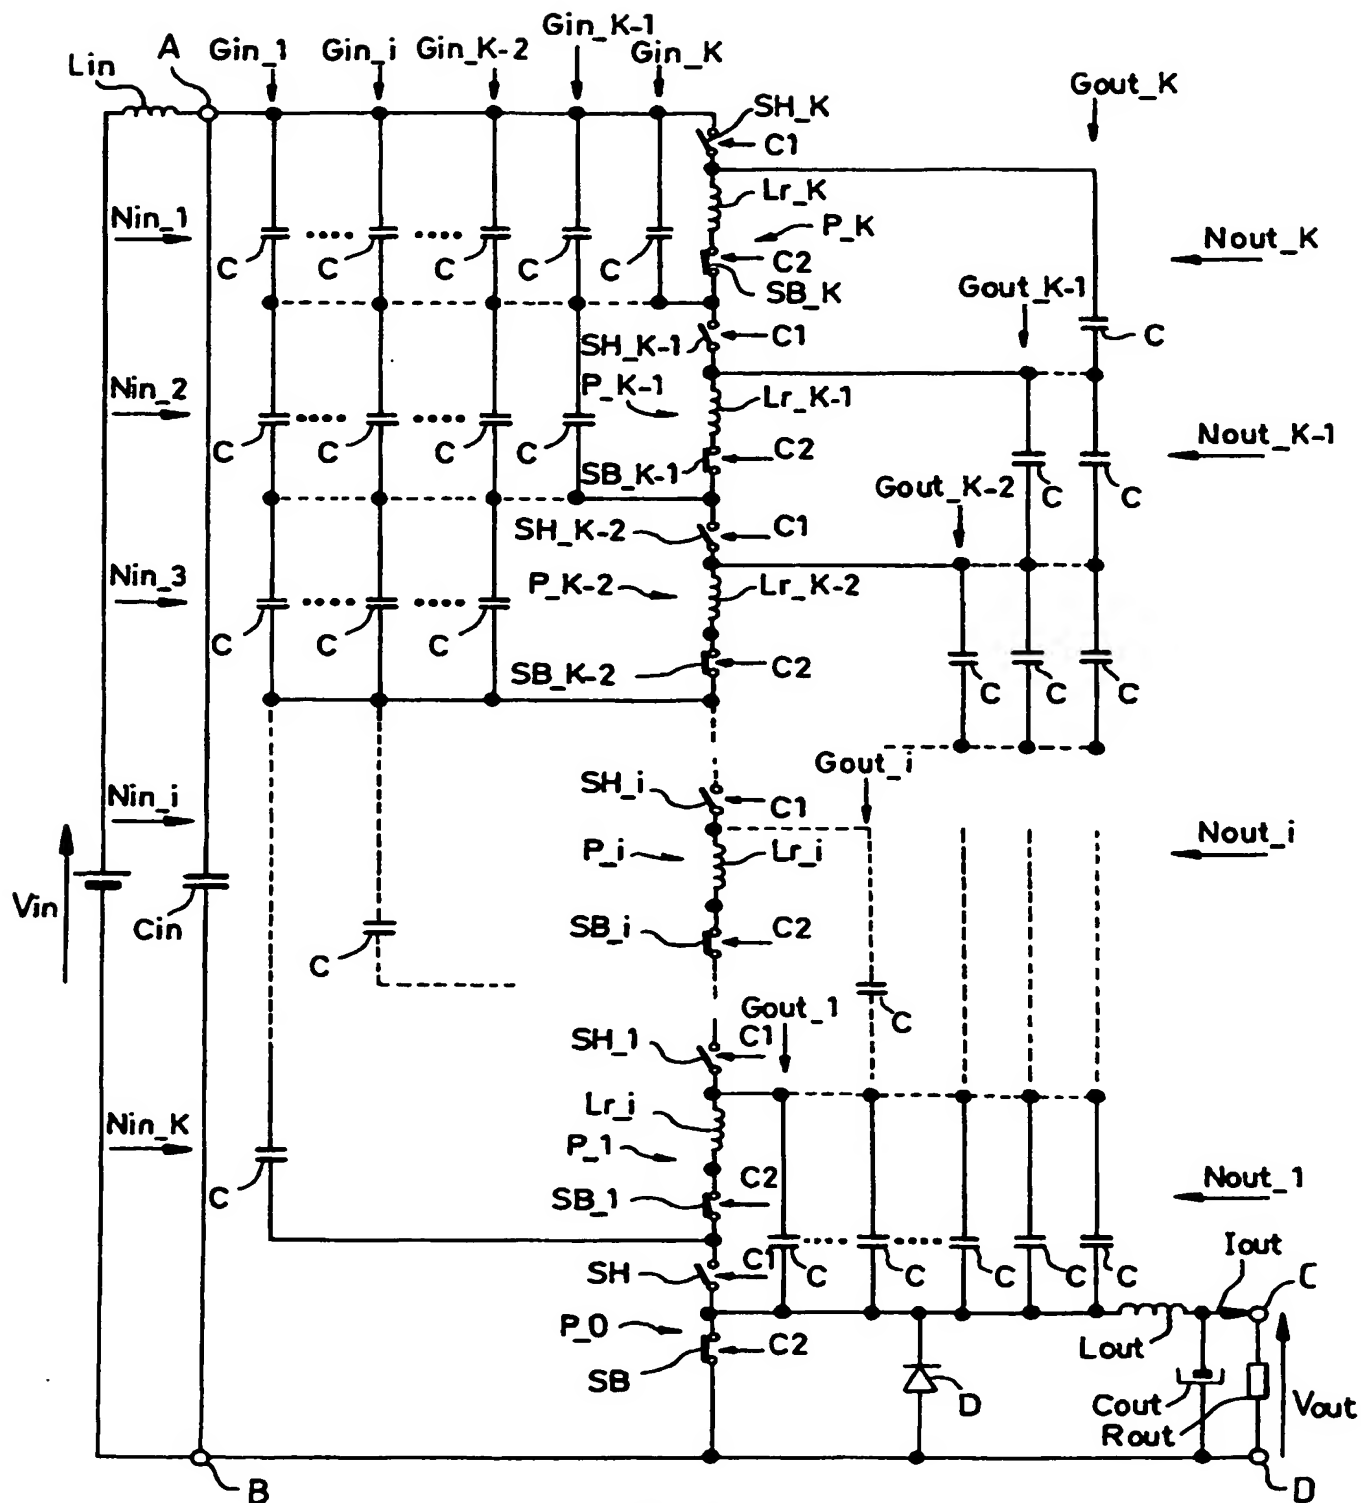 Gin_K-1
A Gin_1 Gin_i Gin_K-2 Gin_K
Lin
Gout_K
SH_K
C1
Lr_K
Nin_1
P_K
Nout_K
C C C C C
C2
SB_K
Gout_K-1
C1
SH_K-1
C
Nin_2
P_K-1
Lr_K-1
Nout_K-1
C C C C
C2
SB_K-1
C C
Gout_K-2
SH_K-2
C1
Nin_3
P_K-2
Lr_K-2
C C C
C2
SB_K-2
C C C
Gout_i
SH_i
C1
Nin_i
P_i
Lr_i
Nout_i
Vin
Cin
SB_i
C2
C
C
Gout_1
SH_1
C1
Nin_K
Lr_i
P_1
C
C2
SB_1
Nout_1
SH
C1
C C C C C
Iout
C
P_0
C2
SB
D
Lout
Cout
Rout
Vout
B
D